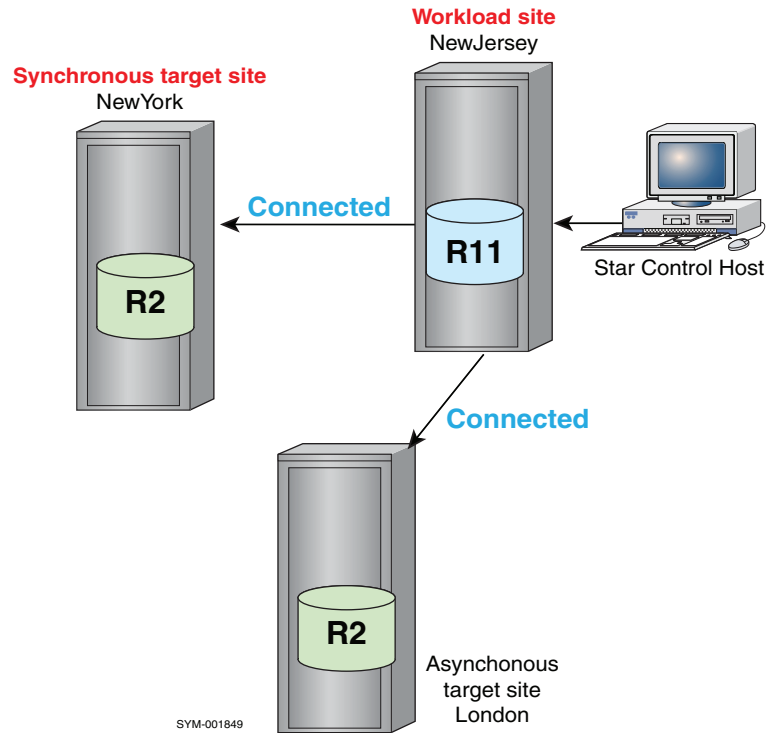 Workload site
NewJersey
Synchronous target site
NewYork
Connected
R11
Star Control Host
R2
Connected
R2
Asynchonous
target site
London
SYM-001849